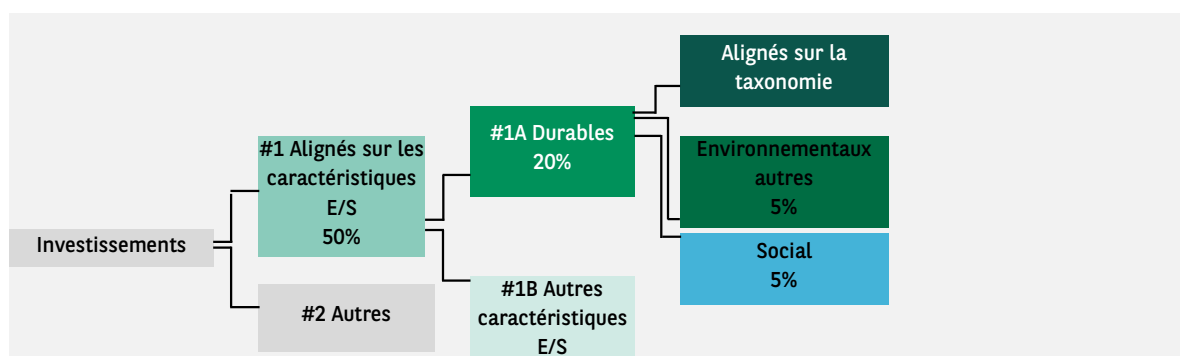 Investissements
#1 Alignés sur les
caractéristiques
E/S
50%
#2 Autres
#1A Durables
20%
#1B Autres
caractéristiques
E/S
Alignés sur la
taxonomie
Environnementaux
autres
5%
Social
5%